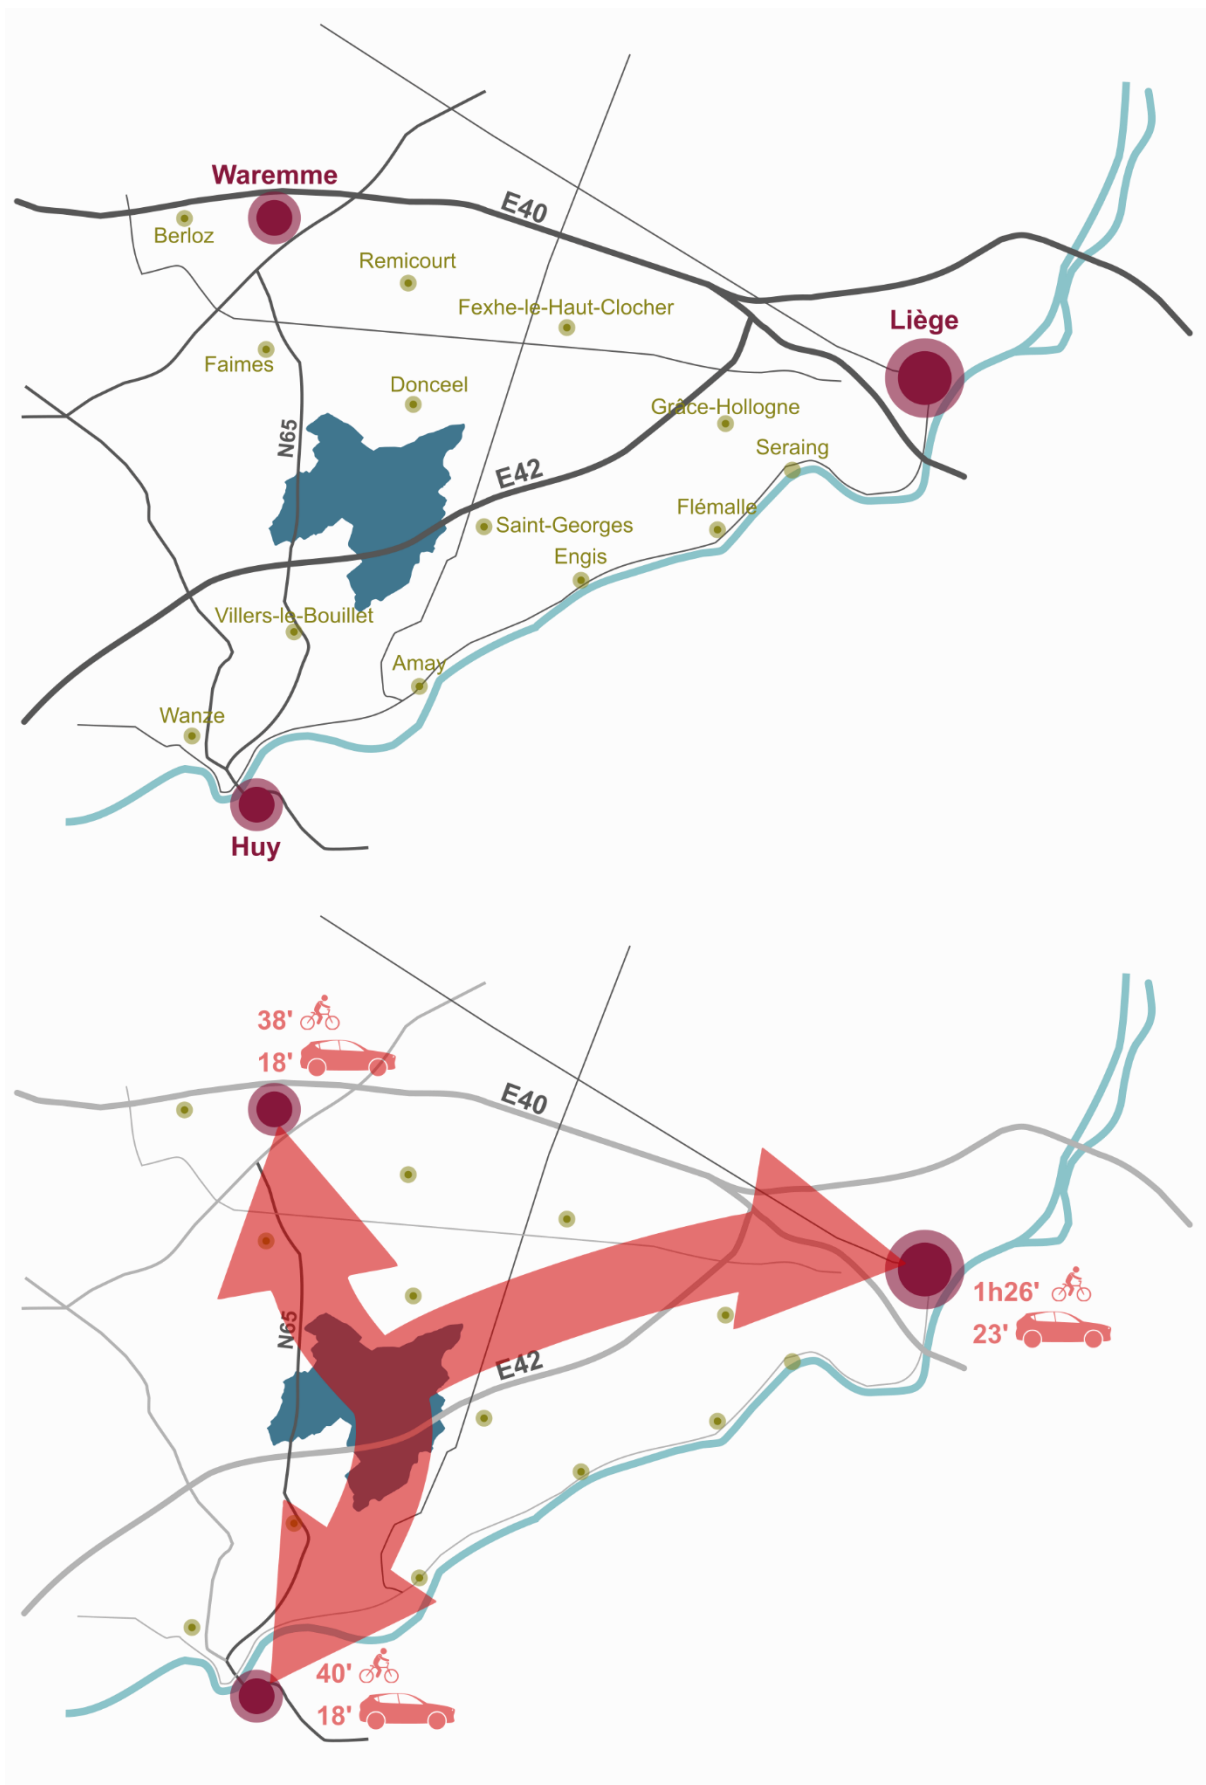 Waremme
E40
Berloz
Remicourt
Fexhe-le-Haut-Clocher
Liège
Faimes
Donceel
Grâce-Hollogne
N65
Seraing
E42
Flémalle
Saint-Georges
Engis
Villers-le-Bouillet
Amay
Wanze
Huy
38'
18'
E40
1h26'
23'
N65
E42
40'
18'